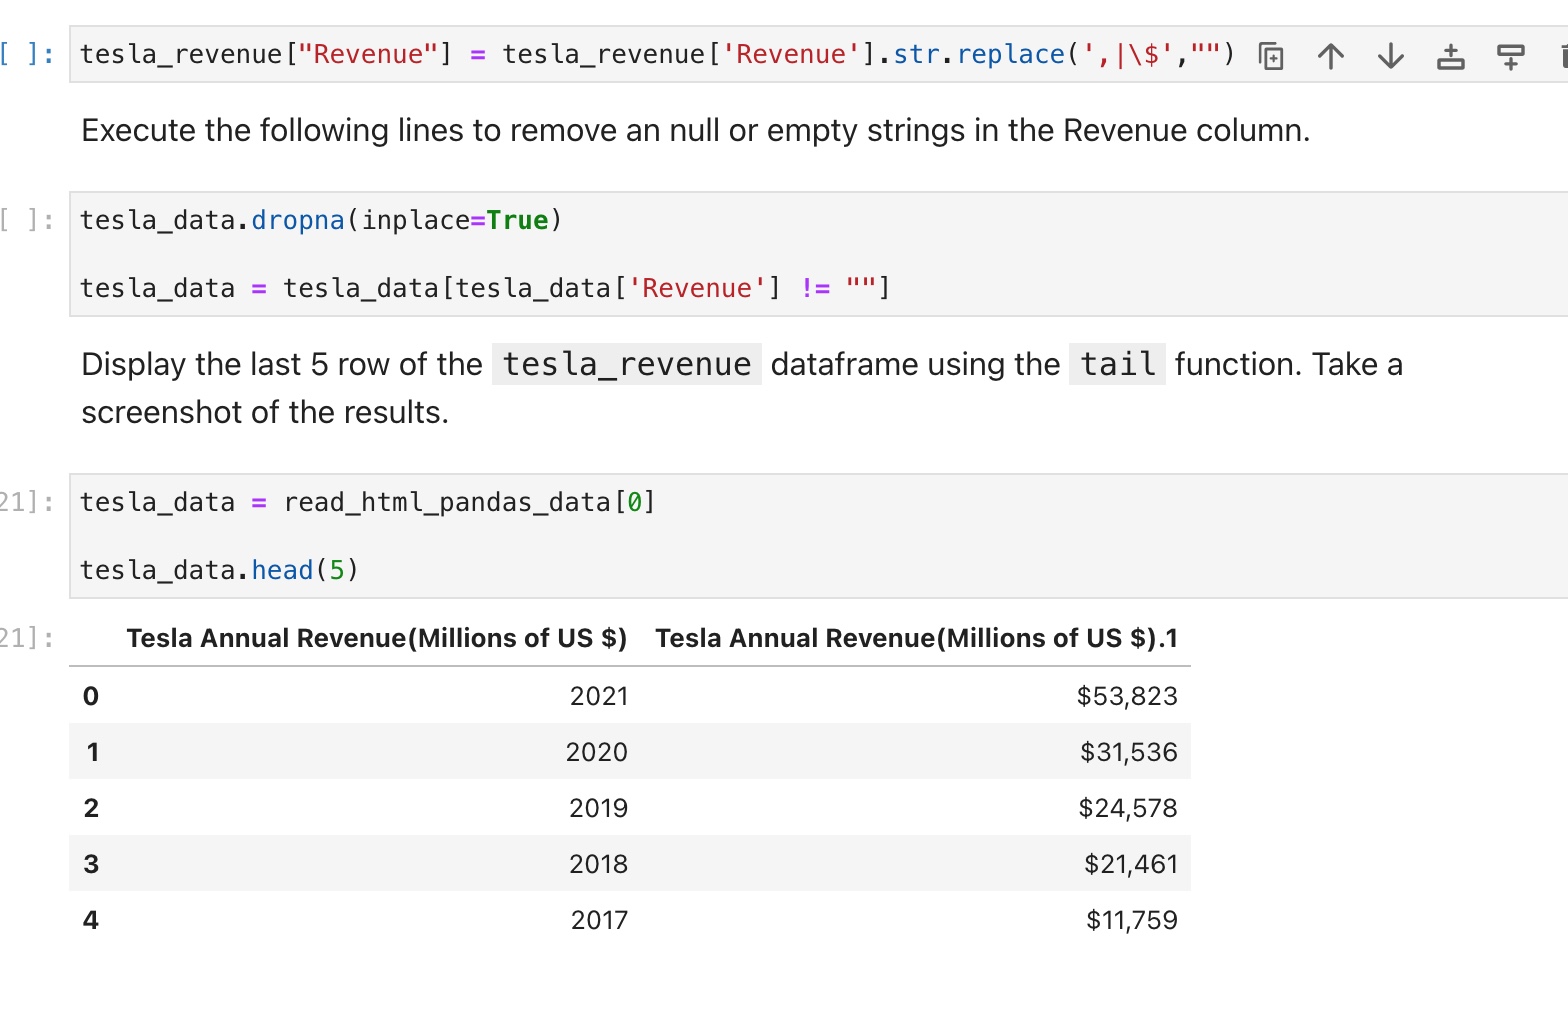 [ ]: tesla_revenue["Revenue"] = tesla_revenue['Revenue'].str.replace(',|\$',"")
Execute the following lines to remove an null or empty strings in the Revenue column.
[ ]: tesla_data.dropna(inplace=True)
tesla_data = tesla_data[tesla_data['Revenue'] != ""]
Display the last 5 row of the tesla_revenue dataframe using the tail function. Take a
screenshot of the results.
21]: tesla_data = read_html_pandas_data[0]
tesla_data.head(5)
21]: Tesla Annual Revenue(Millions of US $) Tesla Annual Revenue(Millions of US $).1
0 2021 $53,823
1 2020 $31,536
2 2019 $24,578
3 2018 $21,461
4 2017 $11,759